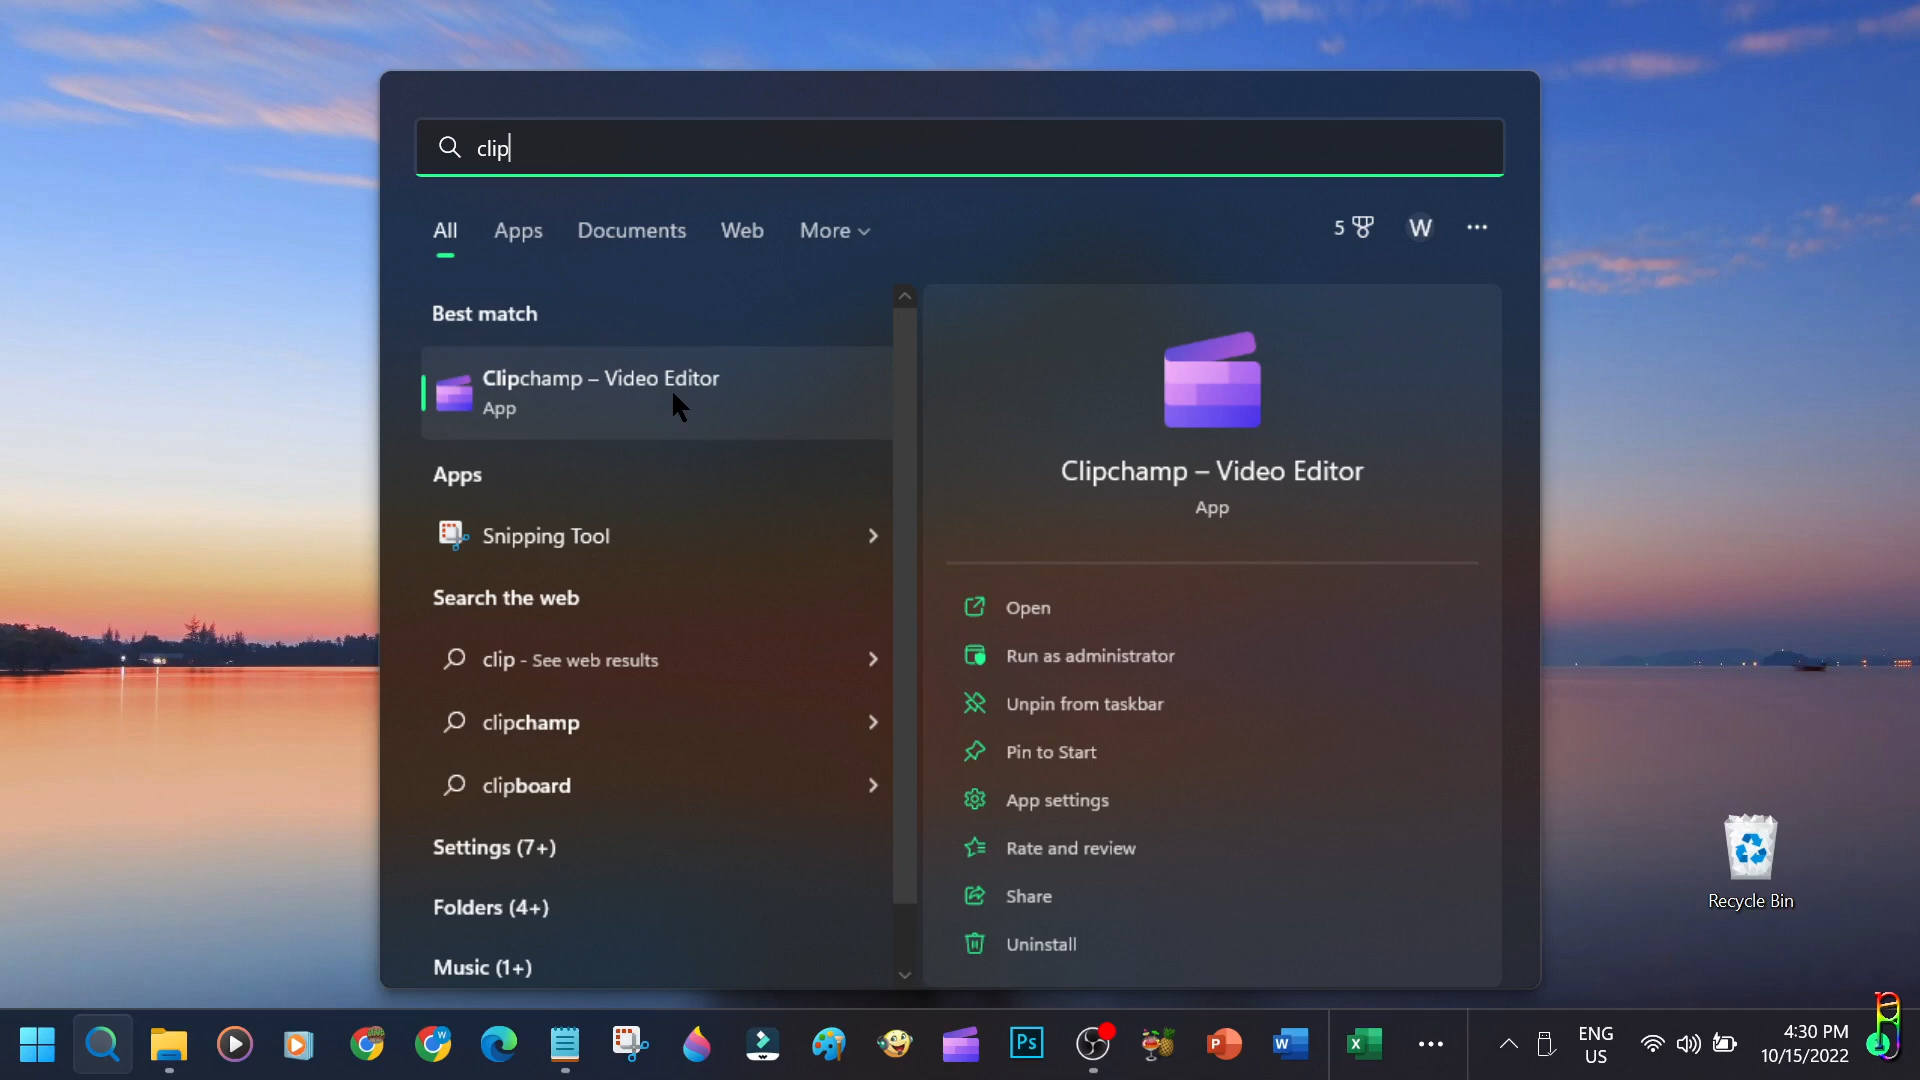 clip
All Apps Documents Web More
5 W ...
Best match
Clipchamp – Video Editor
App
Apps
Snipping Tool
Search the web
clip - See web results
clipchamp
clipboard
Settings (7+)
Folders (4+)
Music (1+)
Clipchamp – Video Editor
App
Open
Run as administrator
Unpin from taskbar
Pin to Start
App settings
Rate and review
Share
Uninstall
Recycle Bin
W
Ps
P
W
X
ENG
US
4:30 PM
10/15/2022